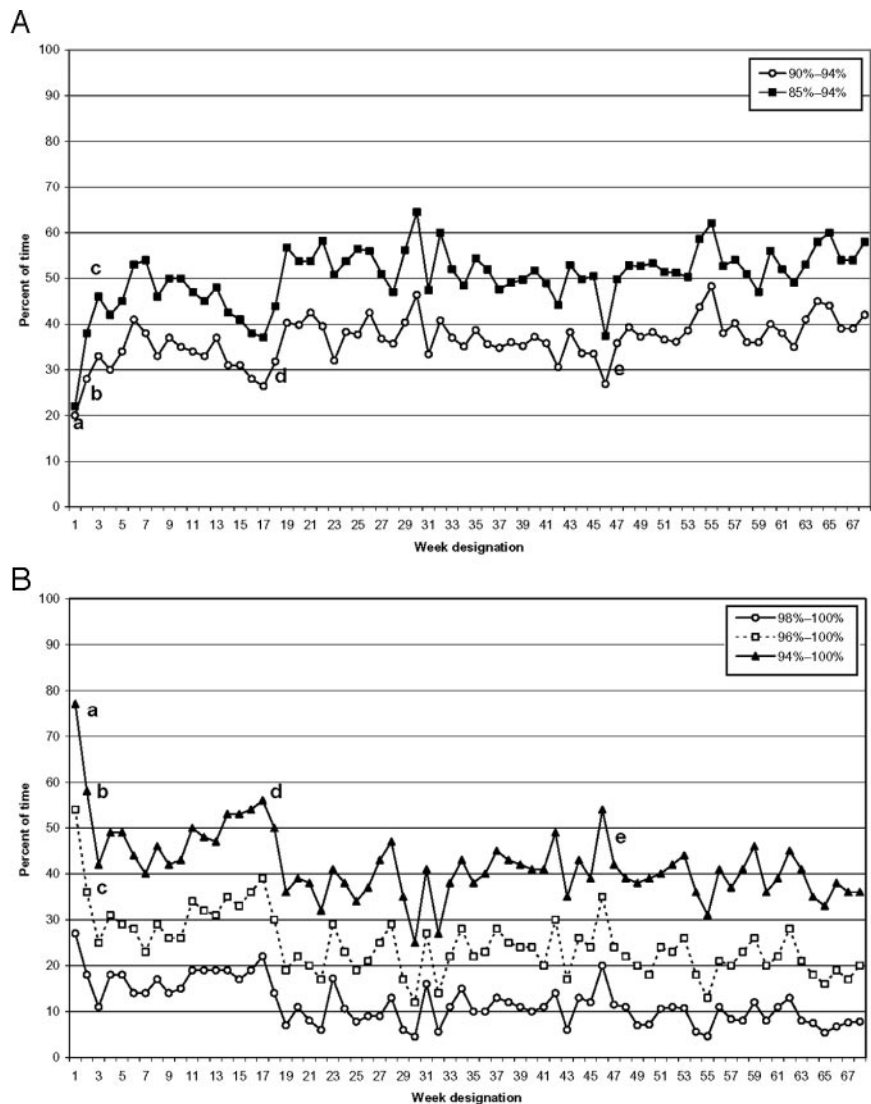 A
100
90
80
70
60
50
40
30
20
10
0
Percent of time
90%–94%
85%–94%
c
b
a
d
e
1 3 5 7 9 11 13 15 17 19 21 23 25 27 29 31 33 35 37 39 41 43 45 47 49 51 53 55 57 59 61 63 65 67
Week designation
B
100
90
80
70
60
50
40
30
20
10
0
Percent of time
98%–100%
96%–100%
94%–100%
a
b
c
d
e
1 3 5 7 9 11 13 15 17 19 21 23 25 27 29 31 33 35 37 39 41 43 45 47 49 51 53 55 57 59 61 63 65 67
Week designation